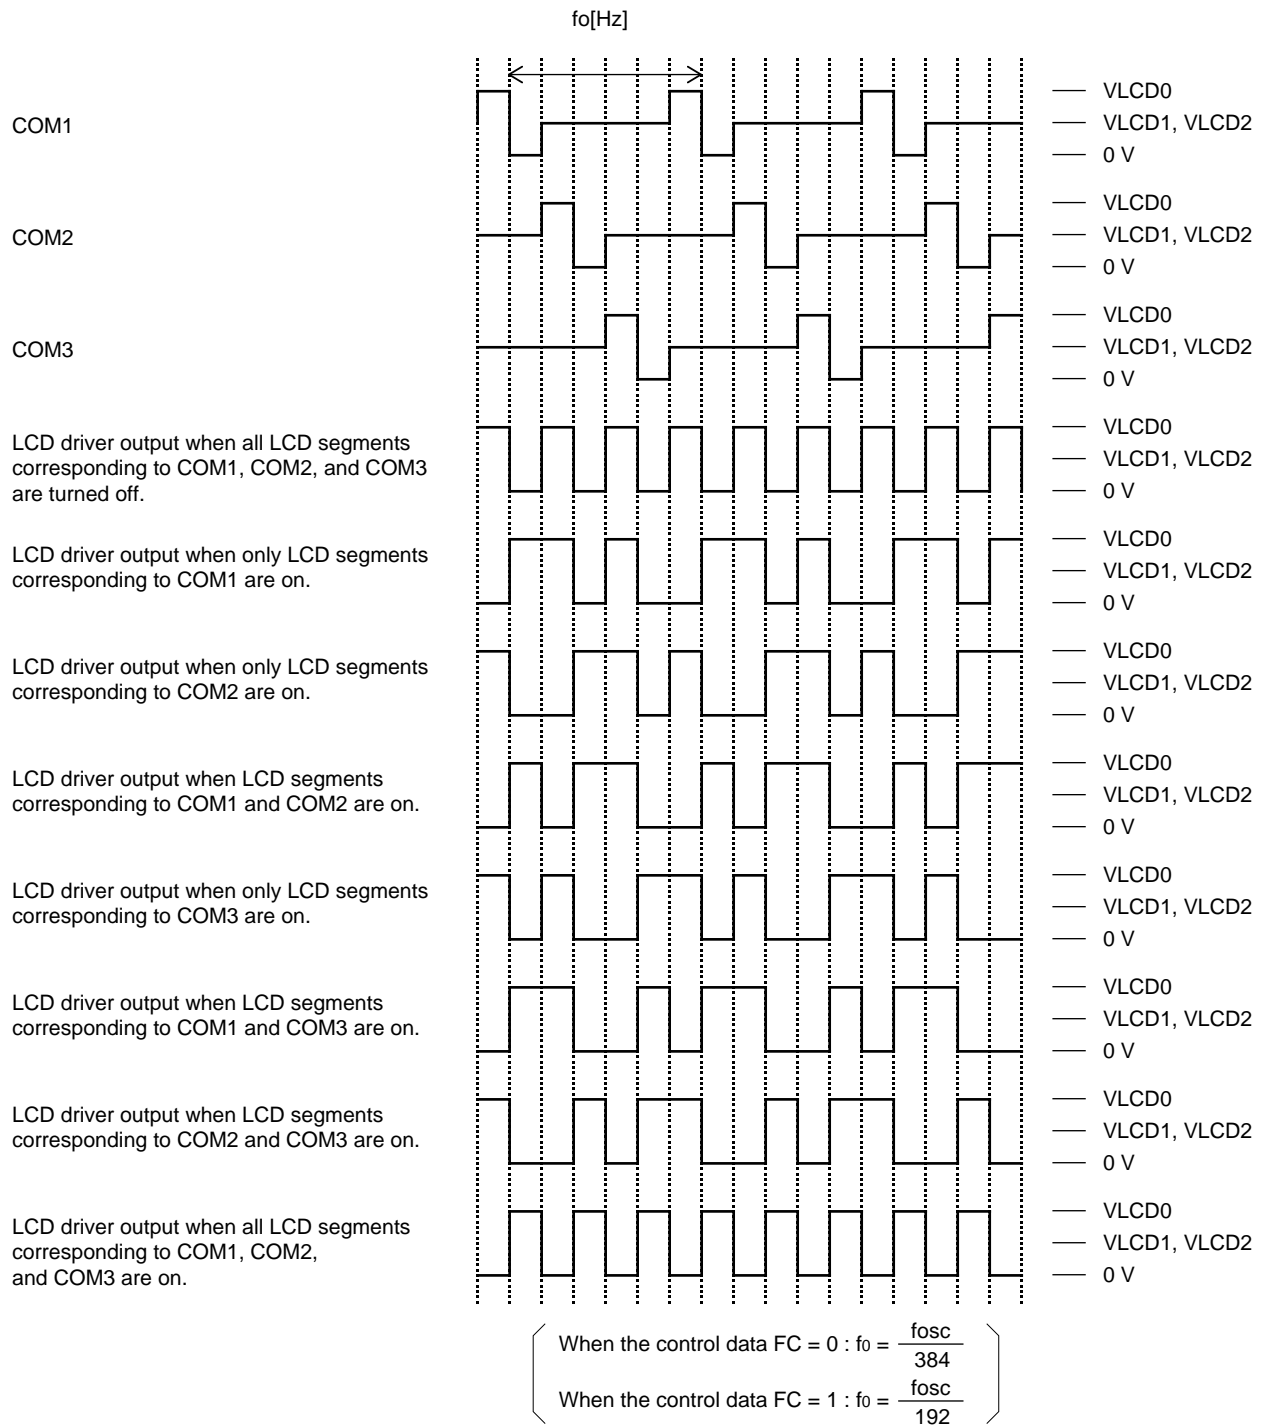 fo[Hz]
VLCD0
COM1
VLCD1, VLCD2
0 V
VLCD0
COM2
VLCD1, VLCD2
0 V
VLCD0
COM3
VLCD1, VLCD2
0 V
LCD driver output when all LCD segments
corresponding to COM1, COM2, and COM3
are turned off.
VLCD0
VLCD1, VLCD2
0 V
LCD driver output when only LCD segments
corresponding to COM1 are on.
VLCD0
VLCD1, VLCD2
0 V
LCD driver output when only LCD segments
corresponding to COM2 are on.
VLCD0
VLCD1, VLCD2
0 V
LCD driver output when LCD segments
corresponding to COM1 and COM2 are on.
VLCD0
VLCD1, VLCD2
0 V
LCD driver output when only LCD segments
corresponding to COM3 are on.
VLCD0
VLCD1, VLCD2
0 V
LCD driver output when LCD segments
corresponding to COM1 and COM3 are on.
VLCD0
VLCD1, VLCD2
0 V
LCD driver output when LCD segments
corresponding to COM2 and COM3 are on.
VLCD0
VLCD1, VLCD2
0 V
LCD driver output when all LCD segments
corresponding to COM1, COM2,
and COM3 are on.
VLCD0
VLCD1, VLCD2
0 V
When the control data FC = 0 : f0 = fosc
384
When the control data FC = 1 : f0 = fosc
192